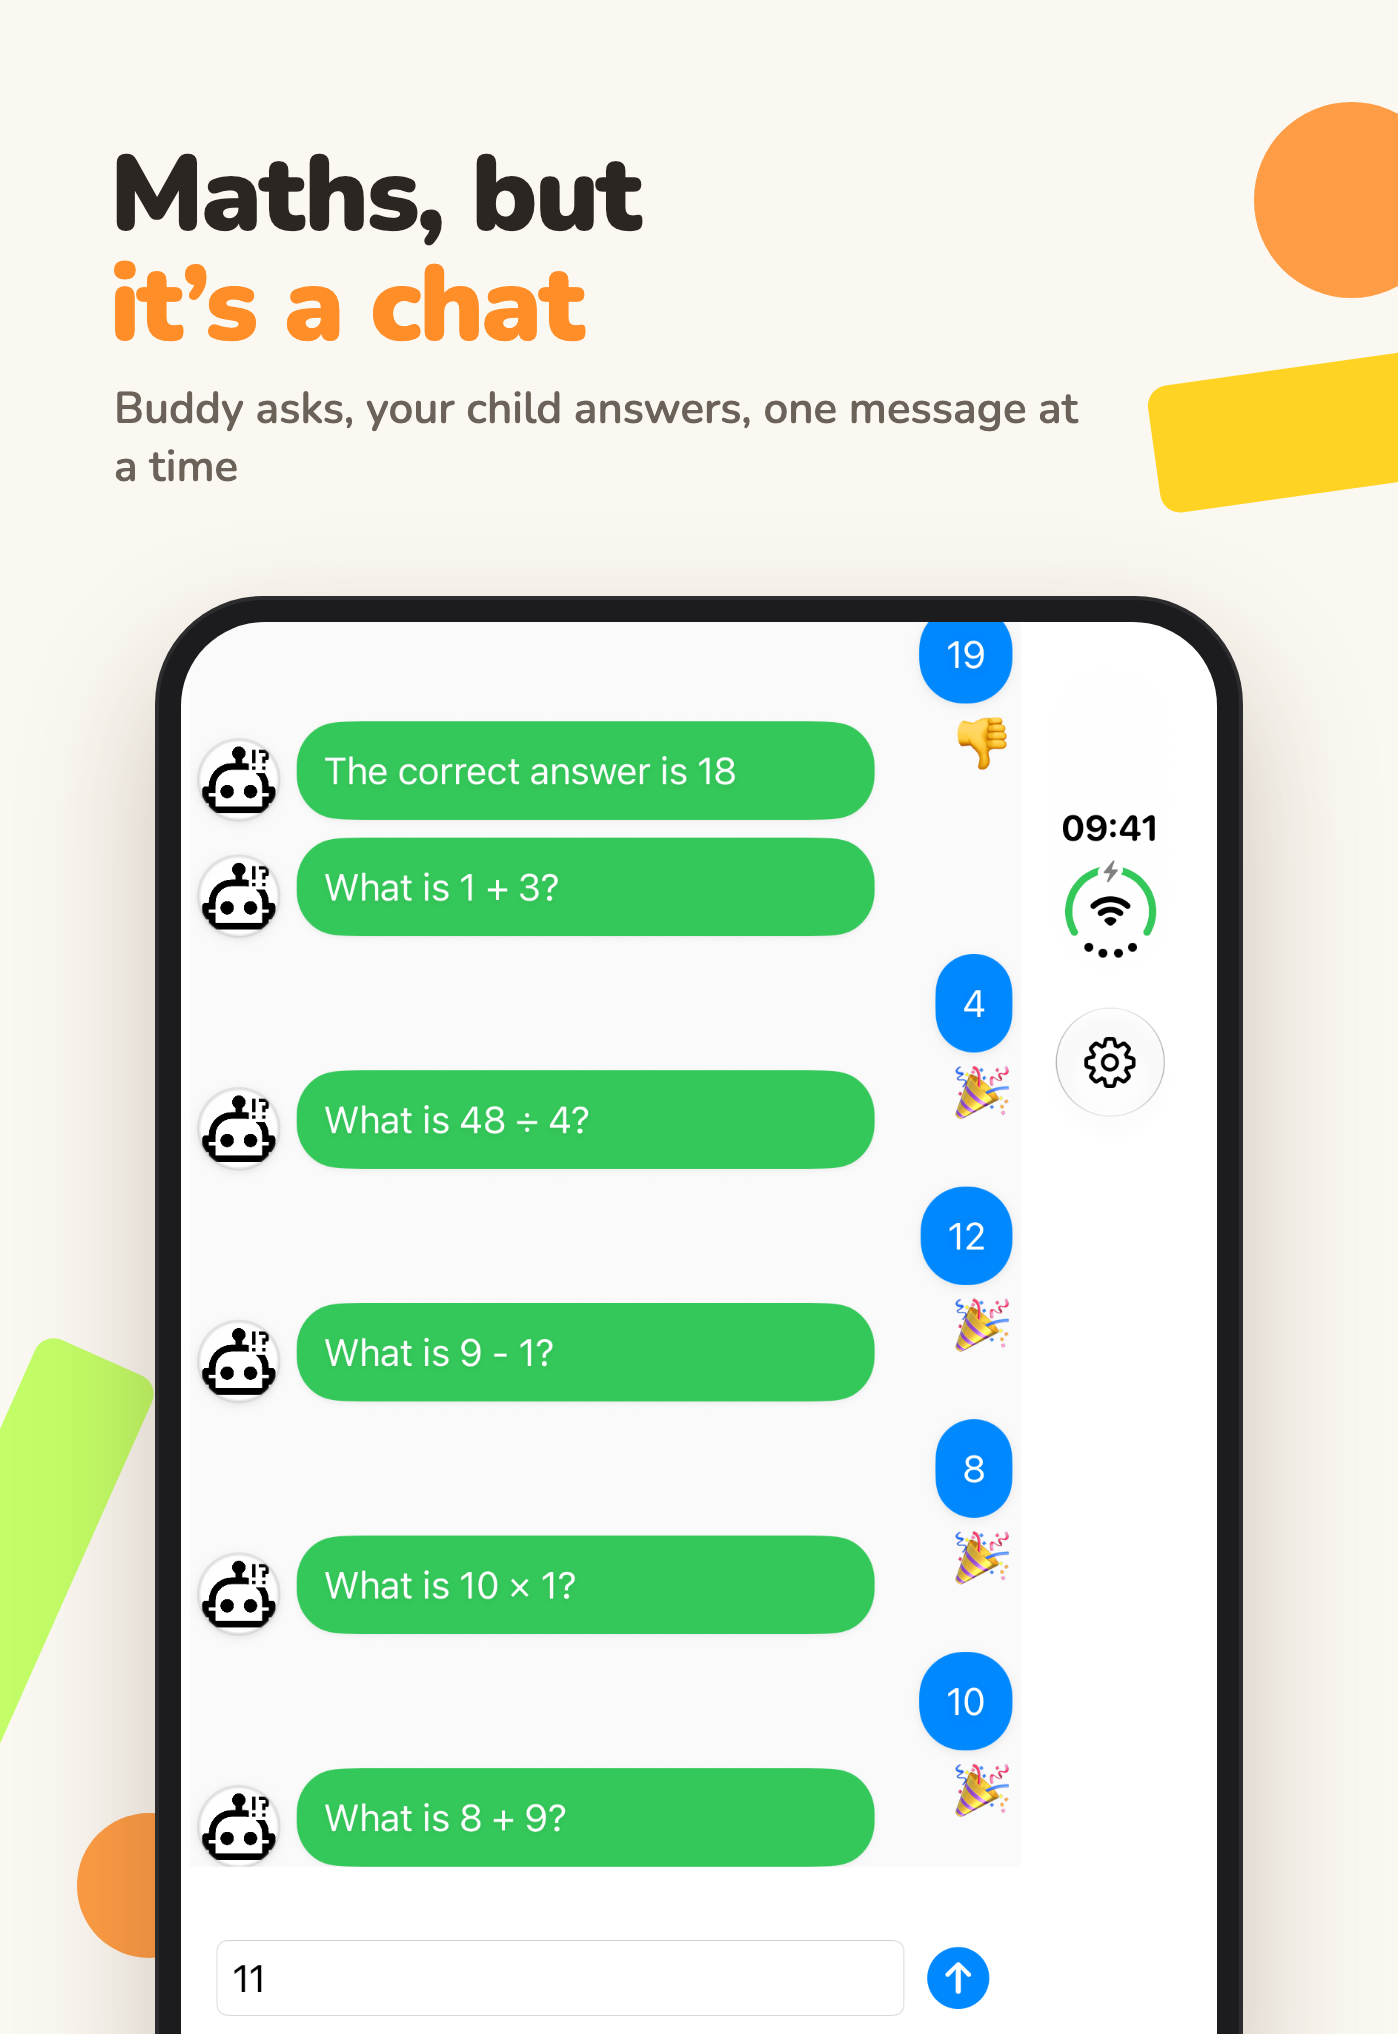 Maths, but
it’s a chat
Buddy asks, your child answers, one message at
a time
19
The correct answer is 18
09:41
What is 1 + 3?
4
What is 48 ÷ 4?
12
What is 9 - 1?
8
What is 10 × 1?
10
What is 8 + 9?
11